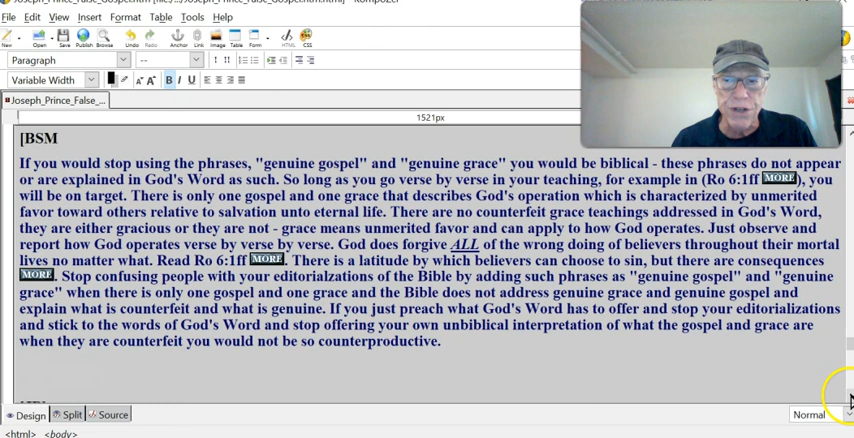 File Edit View Insert Format Table Tools Help
New Open Save Publish Browse Undo Redo Anchor Link Image Table Form HTML CSS
Paragraph --
Variable Width B I U
Joseph_Prince_False_...
1521px
[BSM
If you would stop using the phrases, "genuine gospel" and "genuine grace" you would be biblical - these phrases do not appear
or are explained in God's Word as such. So long as you go verse by verse in your teaching, for example in (Ro 6:1ff MORE), you
will be on target. There is only one gospel and one grace that describes God's operation which is characterized by unmerited
favor toward others relative to salvation unto eternal life. There are no counterfeit grace teachings addressed in God's Word,
they are either gracious or they are not - grace means unmerited favor and can apply to how God operates. Just observe and
report how God operates verse by verse by verse. God does forgive ALL of the wrong doing of believers throughout their mortal
lives no matter what. Read Ro 6:1ff MORE. There is a latitude by which believers can choose to sin, but there are consequences
MORE. Stop confusing people with your editorialzations of the Bible by adding such phrases as "genuine gospel" and "genuine
grace" when there is only one gospel and one grace and the Bible does not address genuine grace and genuine gospel and
explain what is counterfeit and what is genuine. If you just preach what God's Word has to offer and stop your editorializations
and stick to the words of God's Word and stop offering your own unbiblical interpretation of what the gospel and grace are
when they are counterfeit you would not be so counterproductive.
Design Split Source Normal
<html> <body>